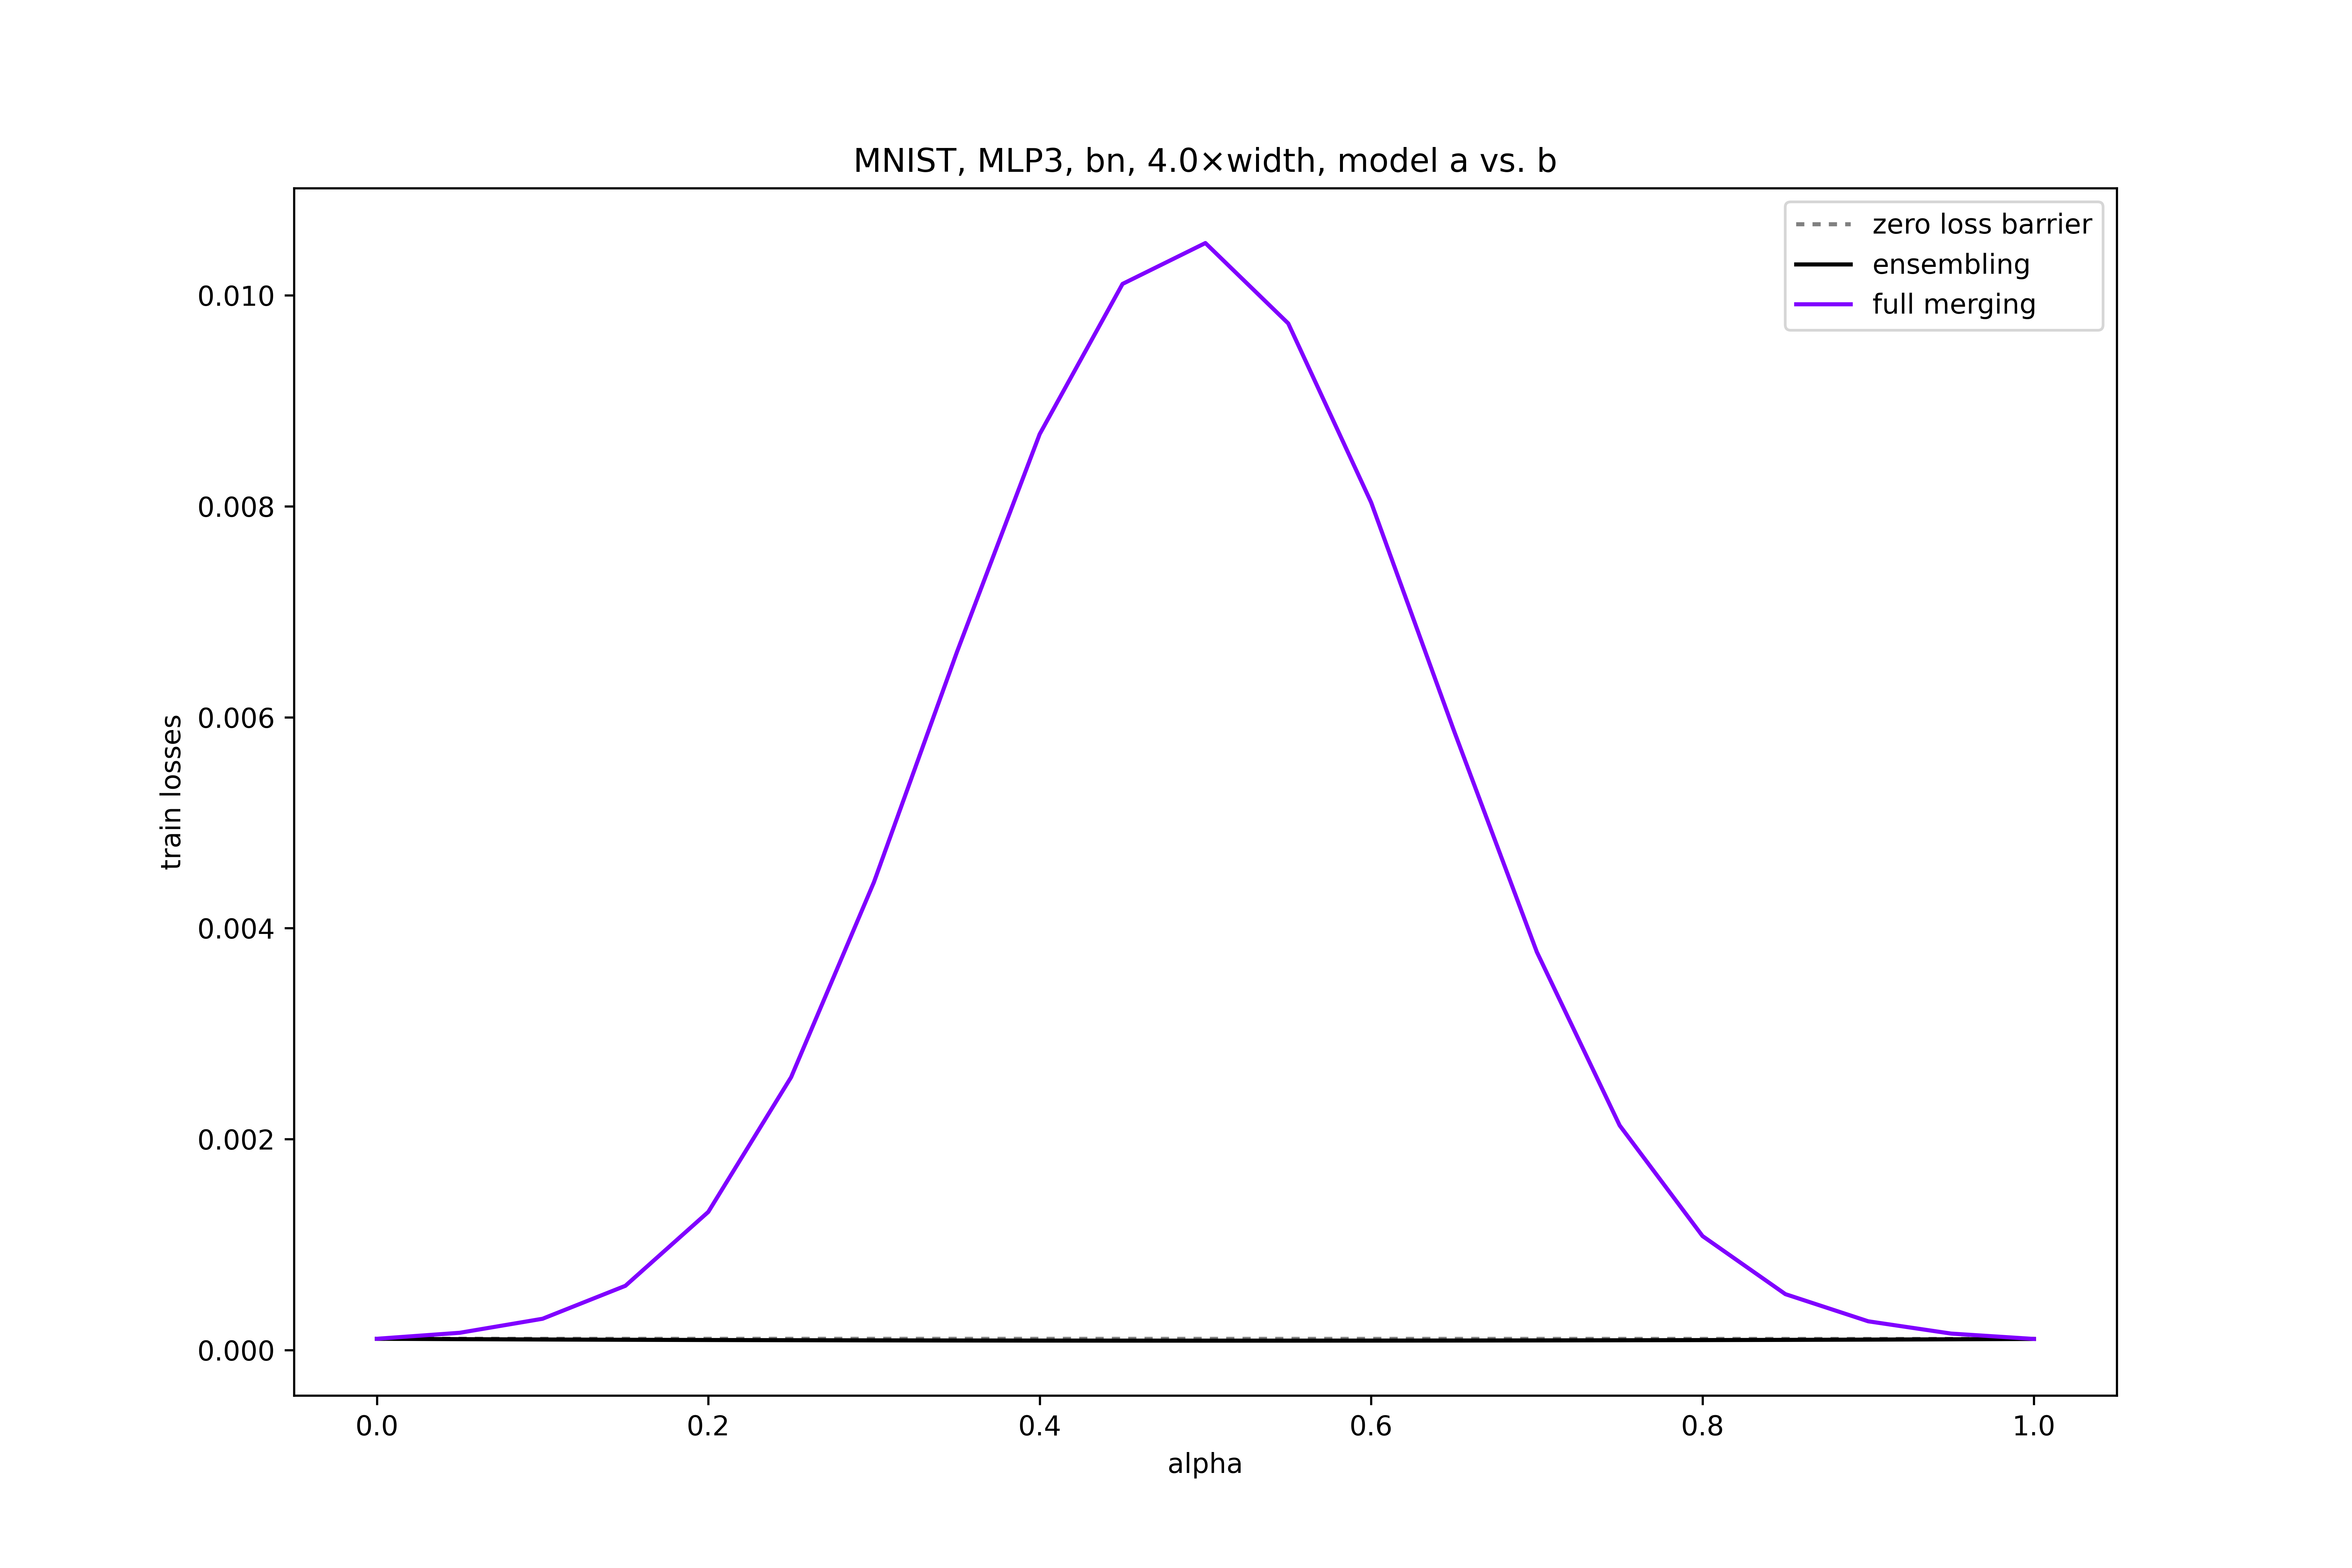 MNIST, MLP3, bn, 4.0×width, model a vs. b
zero loss barrier
ensembling
full merging
0.010
0.008
0.006
0.004
0.002
0.000
train losses
0.0 0.2 0.4 0.6 0.8 1.0
alpha